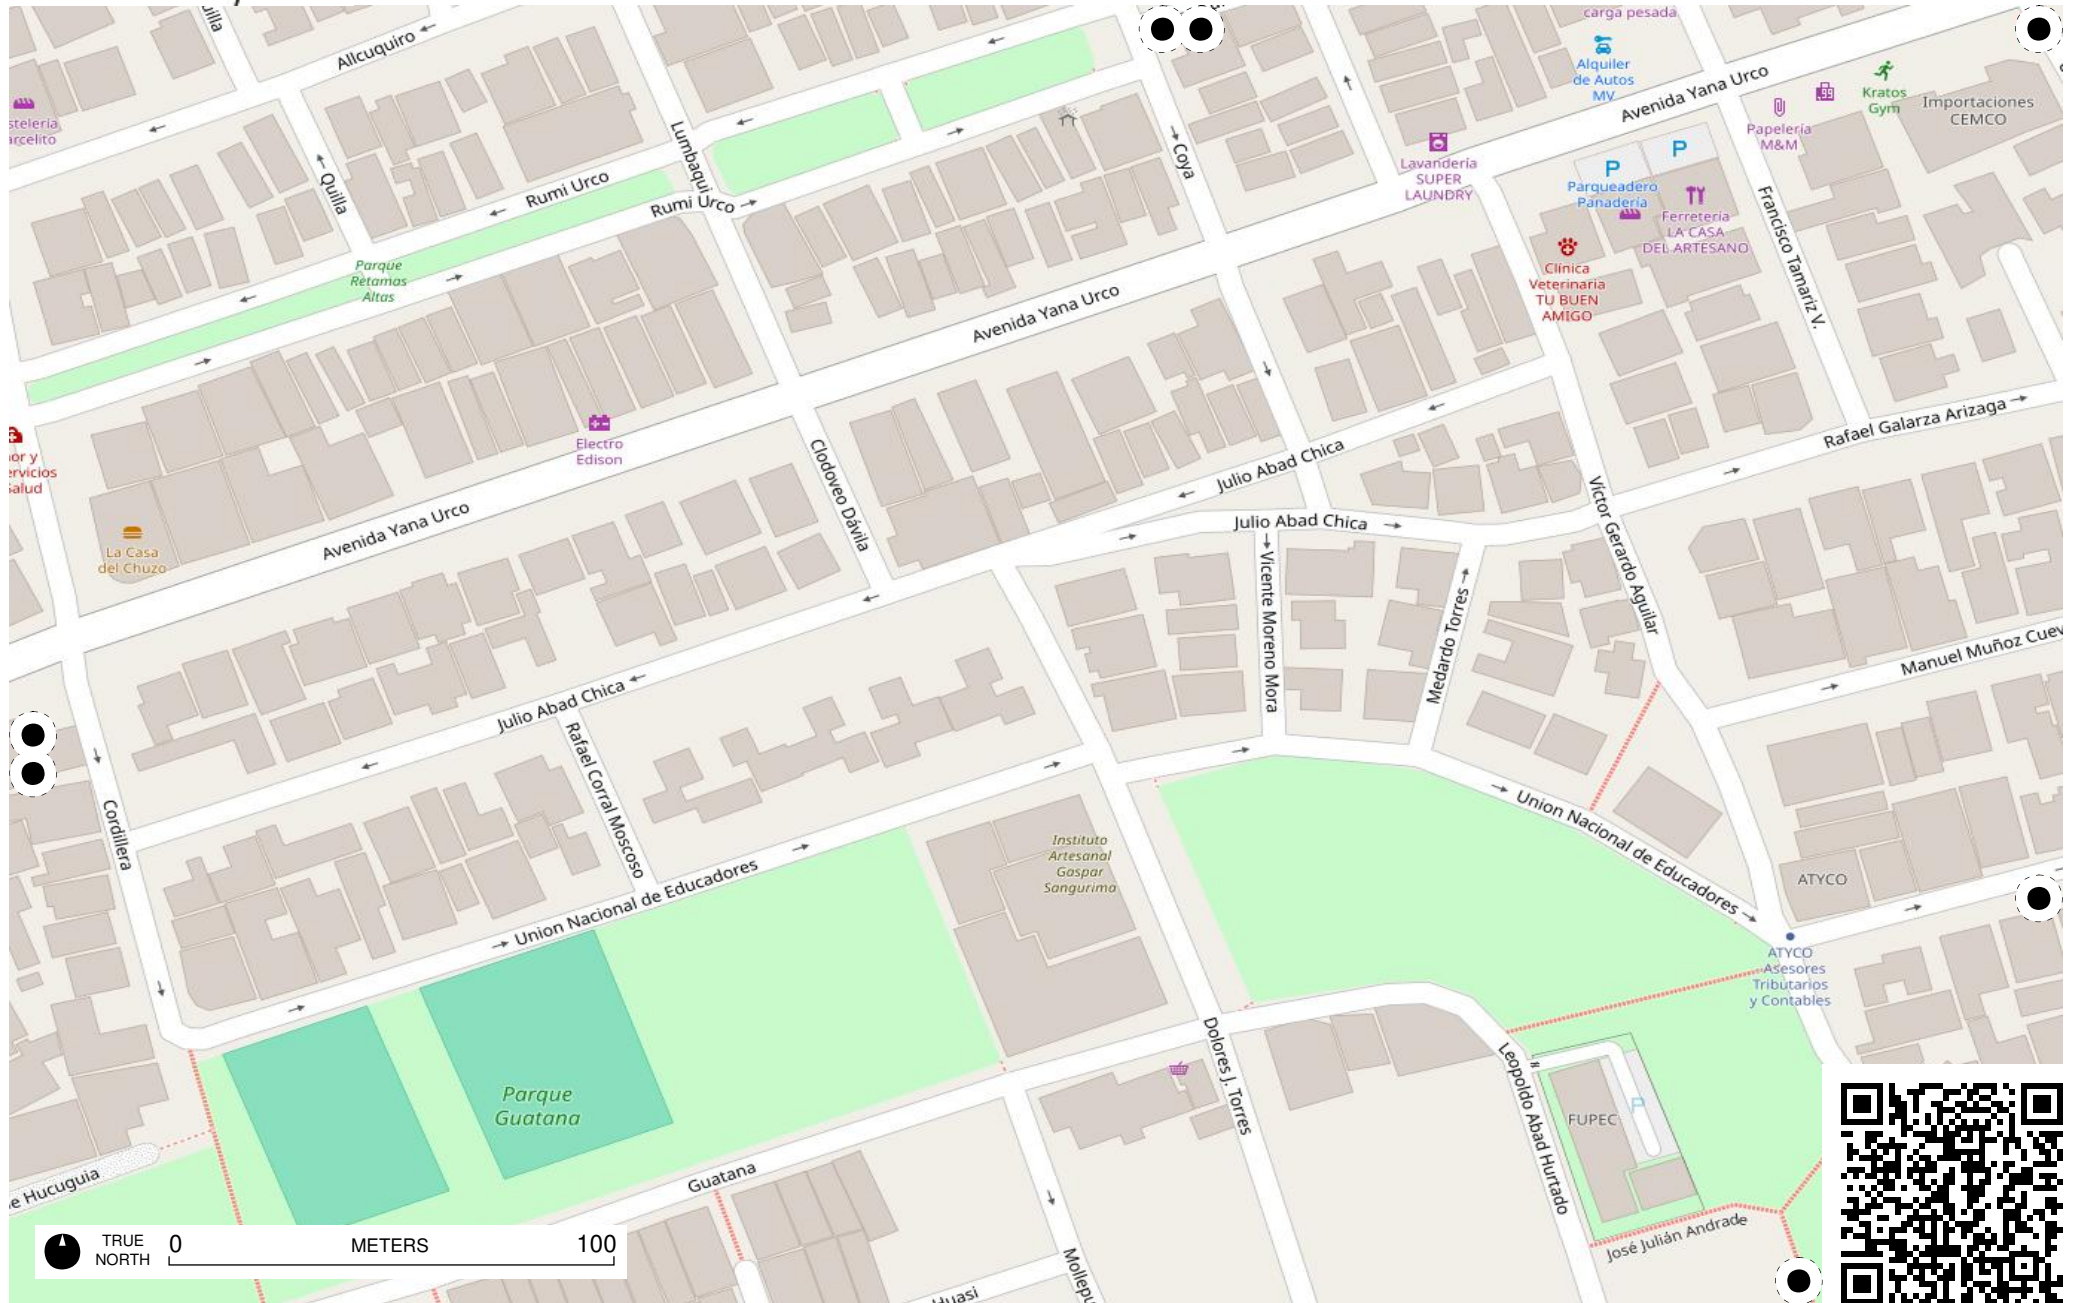 Allcuquiro
carga pesada
Alquiler
de Autos
MV
Avenida Yana Urco
Kratos
Gym
Importaciones
CEMCO
Papelería
M&M
Lumbaqui
Coya
Lavandería
SUPER
LAUNDRY
P
P
Parqueadero
Panadería
Quilla
Rumi Urco
Rumi Urco
Francisco Tamariz V.
Ferretería
LA CASA
DEL ARTESANO
Parque
Retamas
Altas
Clínica
Veterinaria
TU BUEN
AMIGO
Avenida Yana Urco
Electro
Edison
Rafael Galarza Arizaga
Clodoveo Dávila
Julio Abad Chica
Julio Abad Chica
Avenida Yana Urco
La Casa
del Chuzo
Víctor Gerardo Aguilar
Vicente Moreno Mora
Medardo Torres
Manuel Muñoz Cuev
Julio Abad Chica
Rafael Corral Moscoso
Cordillera
Union Nacional de Educadores
Instituto
Artesanal
Gaspar
Sangurima
Union Nacional de Educadores
ATYCO
ATYCO
Asesores
Tributarios
y Contables
Dolores J. Torres
Leopoldo Abad Hurtado
Parque
Guatana
FUPEC
P
Guatana
e Hucuguia
José Julián Andrade
Mollepu
Huasi
TRUE
NORTH
0
METERS
100